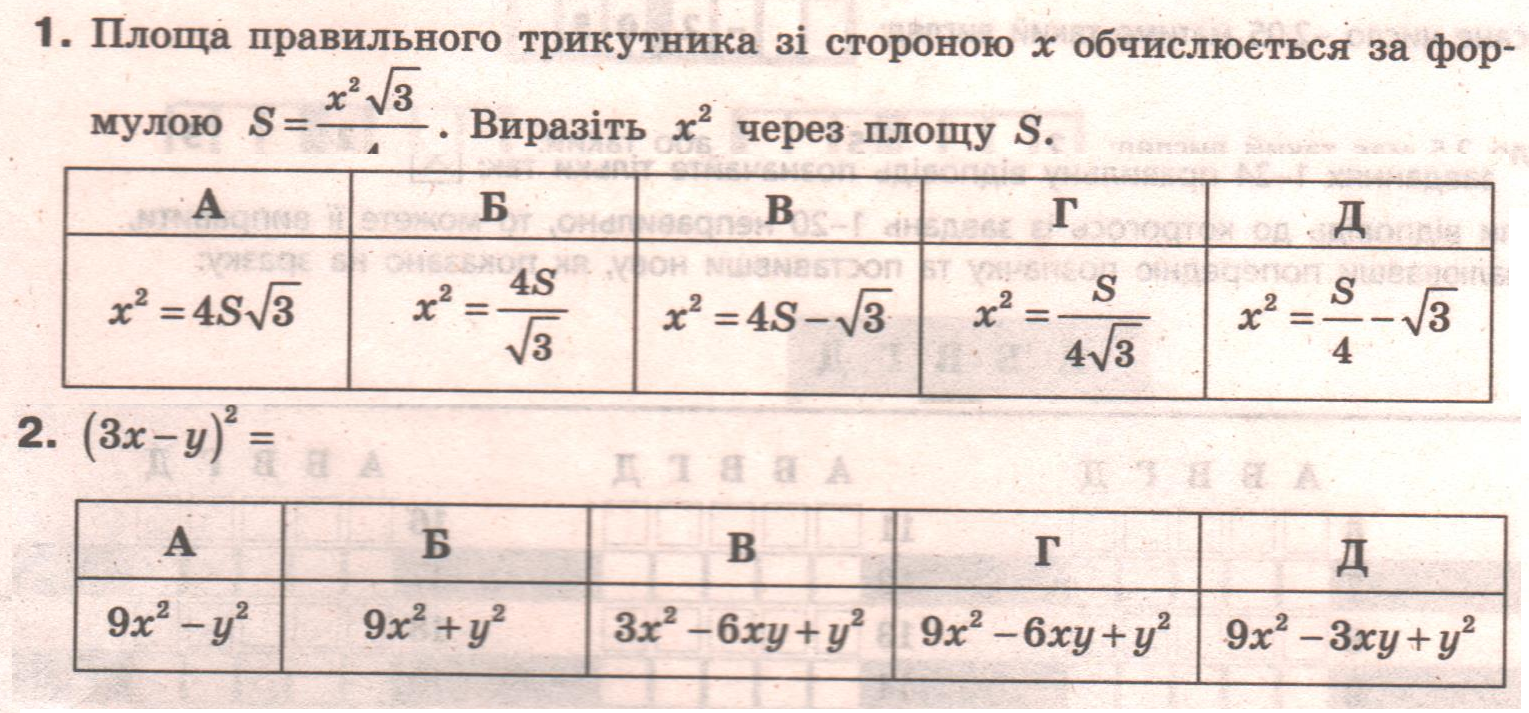 1. Площа правильного трикутника зі стороною x обчислюється за фор-
мулою S = x²√3/4. Виразіть x² через площу S.
А Б В Г Д
x² = 4S√3 x² = 4S/√3 x² = 4S − √3 x² = S/(4√3) x² = S/4 − √3
2. (3x − y)² =
А Б В Г Д
9x² − y² 9x² + y² 3x² − 6xy + y² 9x² − 6xy + y² 9x² − 3xy + y²